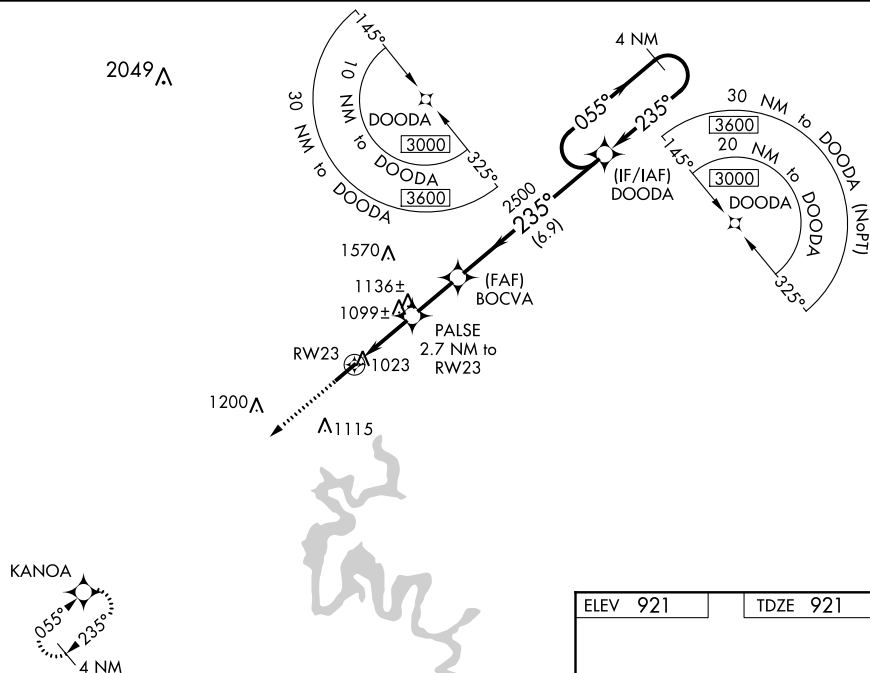 2049
145°
10 NM to DOODA
30 NM to DOODA
DOODA
3000
3600
325°
4 NM
055°
235°
(IF/IAF)
DOODA
2500
235°
(6.9)
30 NM to DOODA (NoPT)
3600
20 NM to DOODA
145°
3000
DOODA
325°
1570
(FAF)
BOCVA
1136±
1099±
PALSE
2.7 NM to
RW23
RW23
1023
1200
1115
KANOA
055°
235°
4 NM
ELEV 921
TDZE 921